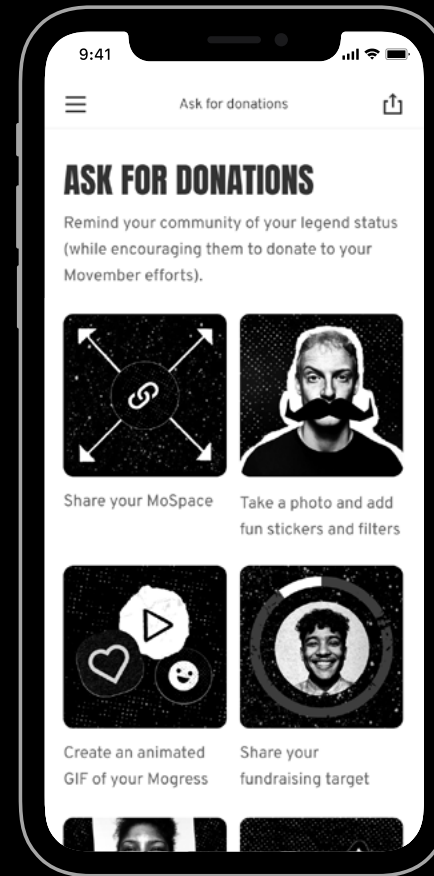 9:41
Ask for donations
ASK FOR DONATIONS
Remind your community of your legend status
(while encouraging them to donate to your
Movember efforts).
Share your MoSpace
Take a photo and add
fun stickers and filters
Create an animated
GIF of your Mogress
Share your
fundraising target